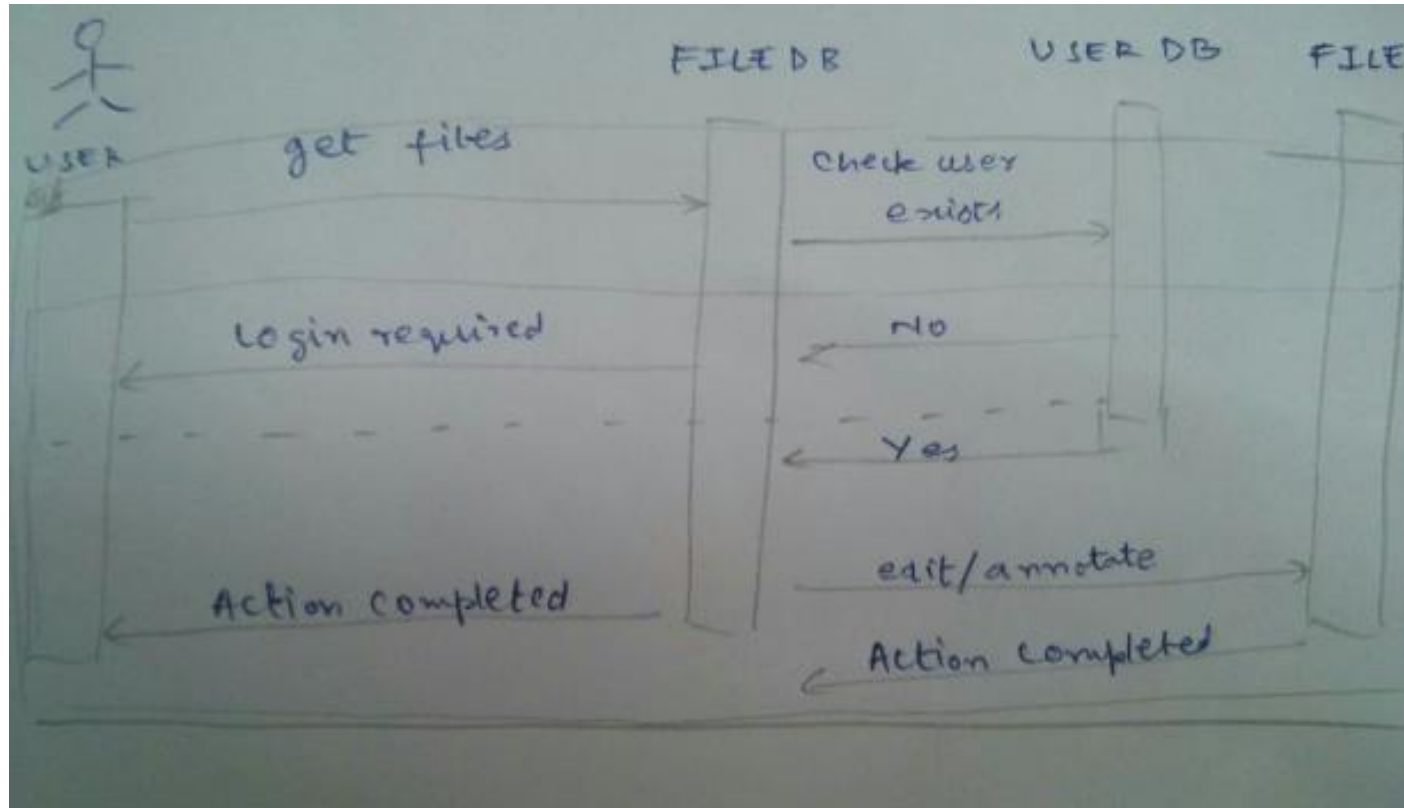 FILE DB
USER DB
FILE
USER
get files
Check user
exists
Login required
No
Yes
edit/annotate
Action completed
Action completed